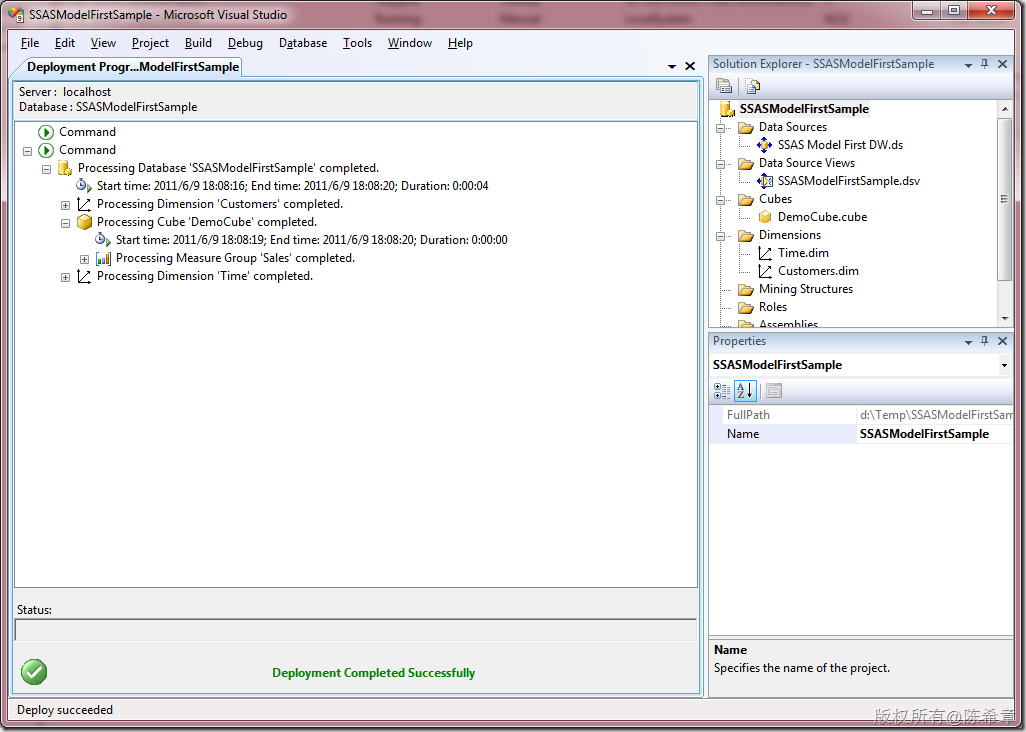 SSASModelFirstSample - Microsoft Visual Studio
File Edit View Project Build Debug Database Tools Window Help
Deployment Progr...ModelFirstSample
Server : localhost
Database : SSASModelFirstSample
Command
Command
Processing Database 'SSASModelFirstSample' completed.
Start time: 2011/6/9 18:08:16; End time: 2011/6/9 18:08:20; Duration: 0:00:04
Processing Dimension 'Customers' completed.
Processing Cube 'DemoCube' completed.
Start time: 2011/6/9 18:08:19; End time: 2011/6/9 18:08:20; Duration: 0:00:00
Processing Measure Group 'Sales' completed.
Processing Dimension 'Time' completed.
Status:
Deployment Completed Successfully
Deploy succeeded
Solution Explorer - SSASModelFirstSample
SSASModelFirstSample
Data Sources
SSAS Model First DW.ds
Data Source Views
SSASModelFirstSample.dsv
Cubes
DemoCube.cube
Dimensions
Time.dim
Customers.dim
Mining Structures
Roles
Assemblies
Properties
SSASModelFirstSample
FullPath d:\Temp\SSASModelFirstSam
Name SSASModelFirstSample
Name
Specifies the name of the project.
版权所有@陈希章